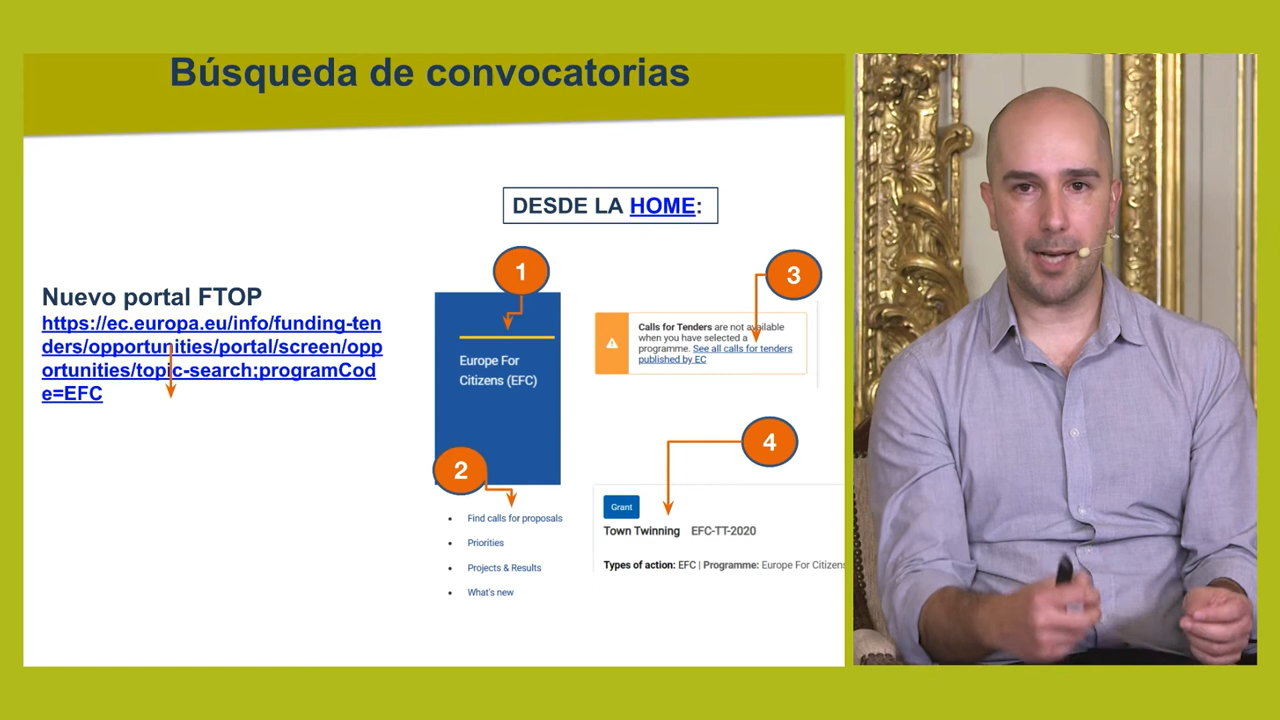 Búsqueda de convocatorias
DESDE LA HOME:
Nuevo portal FTOP
https://ec.europa.eu/info/funding-ten
ders/opportunities/portal/screen/opp
ortunities/topic-search;programCod
e=EFC
1
Europe For
Citizens (EFC)
2
Find calls for proposals
Priorities
Projects & Results
What's new
3
Calls for Tenders are not available
when you have selected a
programme. See all calls for tenders
published by EC
4
Grant
Town Twinning EFC-TT-2020
Types of action: EFC | Programme: Europe For Citizens